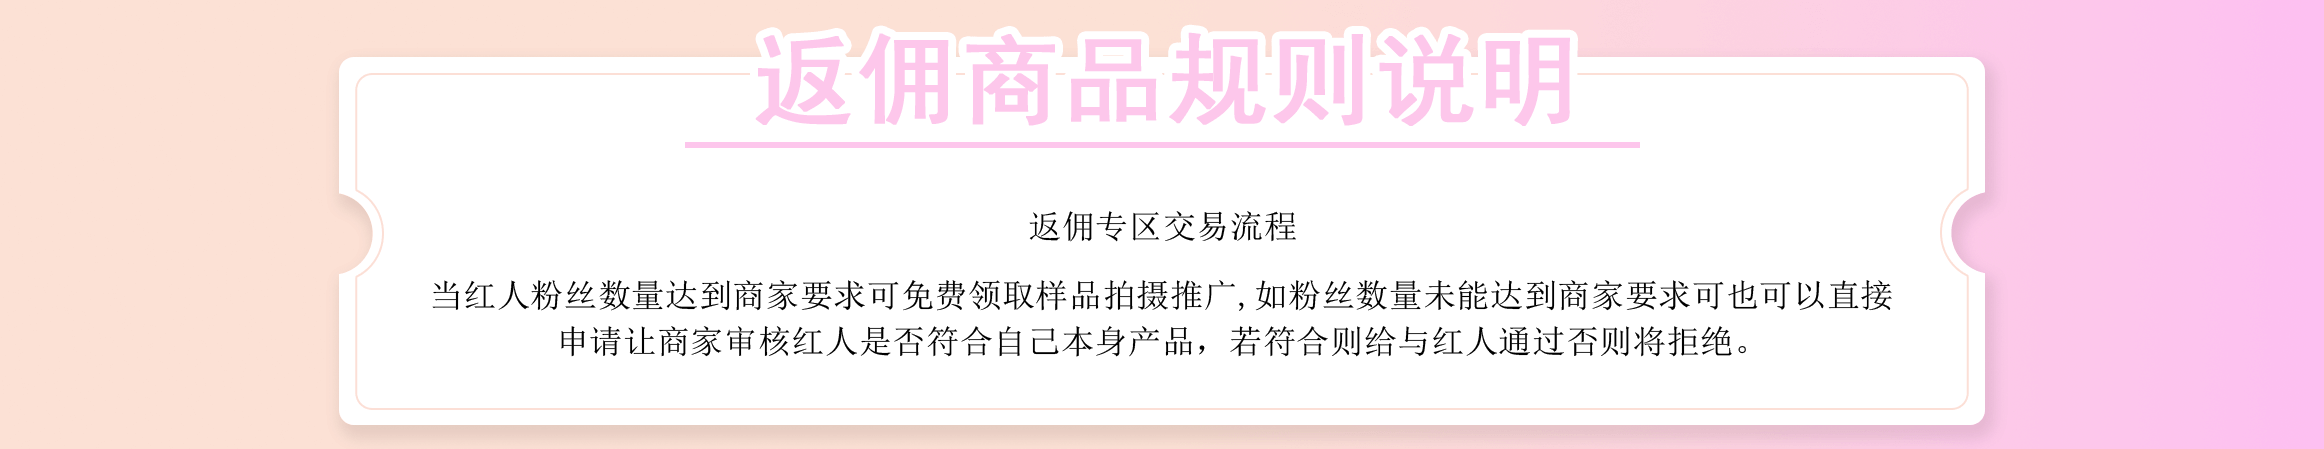 返佣商品规则说明
返佣专区交易流程
当红人粉丝数量达到商家要求可免费领取样品拍摄推广,如粉丝数量未能达到商家要求可也可以直接
申请让商家审核红人是否符合自己本身产品，若符合则给与红人通过否则将拒绝。